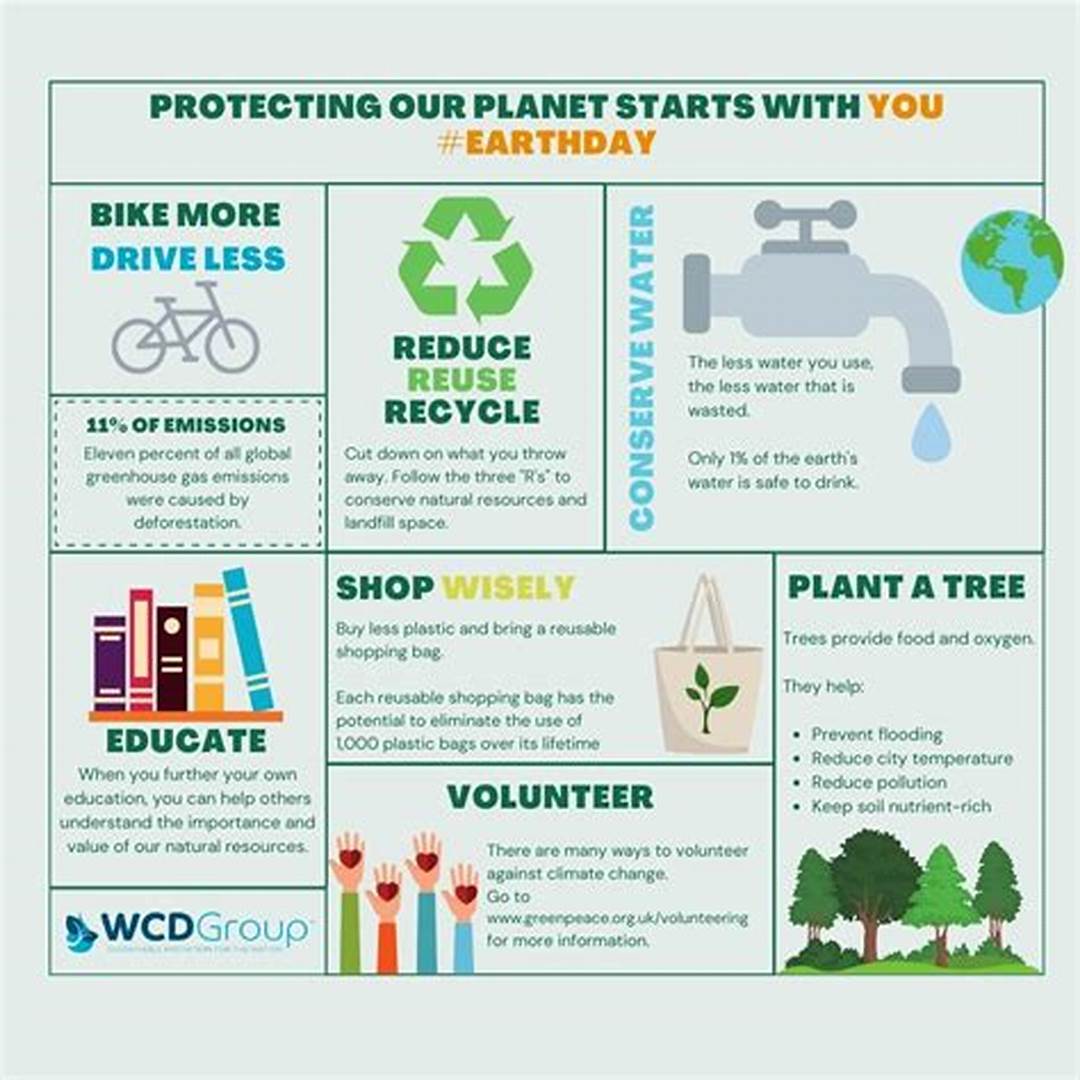 PROTECTING OUR PLANET STARTS WITH YOU
#EARTHDAY
BIKE MORE
DRIVE LESS
11% OF EMISSIONS
Eleven percent of all global
greenhouse gas emissions
were caused by
deforestation.
REDUCE
REUSE
RECYCLE
Cut down on what you throw
away. Follow the three "R's" to
conserve natural resources and
landfill space.
CONSERVE WATER
The less water you use,
the less water that is
wasted.
Only 1% of the earth's
water is safe to drink.
EDUCATE
When you further your own
education, you can help others
understand the importance and
value of our natural resources.
SHOP WISELY
Buy less plastic and bring a reusable
shopping bag.
Each reusable shopping bag has the
potential to eliminate the use of
1,000 plastic bags over its lifetime
PLANT A TREE
Trees provide food and oxygen.
They help:
• Prevent flooding
• Reduce city temperature
• Reduce pollution
• Keep soil nutrient-rich
VOLUNTEER
There are many ways to volunteer
against climate change.
Go to
www.greenpeace.org.uk/volunteering
for more information.
WCDGroup